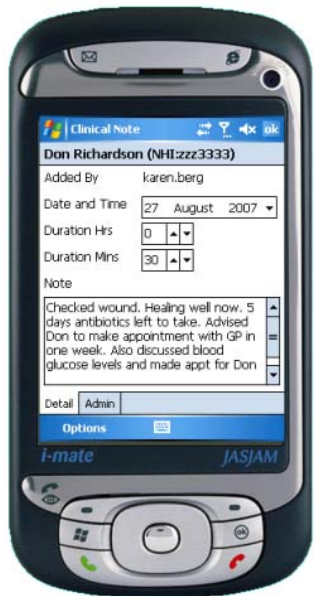 Clinical Note ok
Don Richardson (NHI:zzz3333)
Added By karen.berg
Date and Time 27 August 2007
Duration Hrs 0
Duration Mins 30
Note
Checked wound. Healing well now. 5
days antibiotics left to take. Advised
Don to make appointment with GP in
one week. Also discussed blood
glucose levels and made appt for Don
Detail Admin
Options
i-mate JASJAM
ok